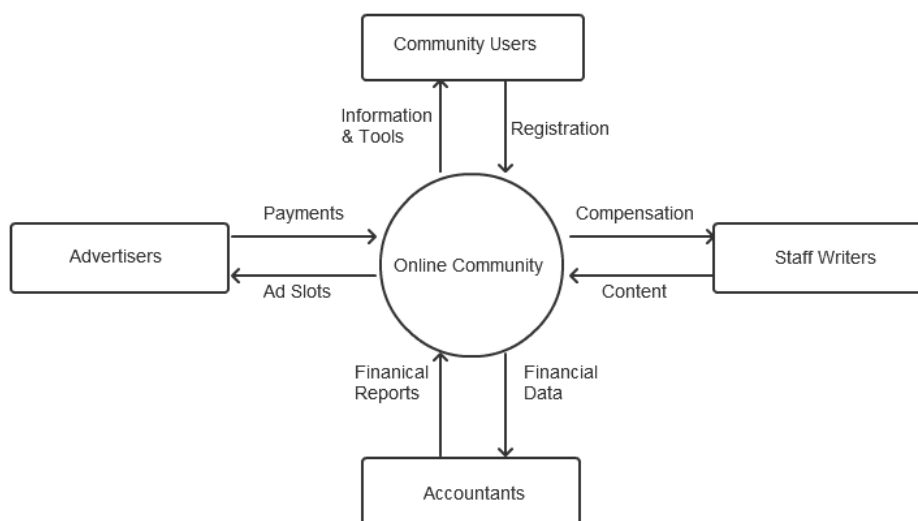 Community Users
Information
& Tools
Registration
Payments
Compensation
Advertisers
Online Community
Staff Writers
Ad Slots
Content
Finanical
Reports
Financial
Data
Accountants